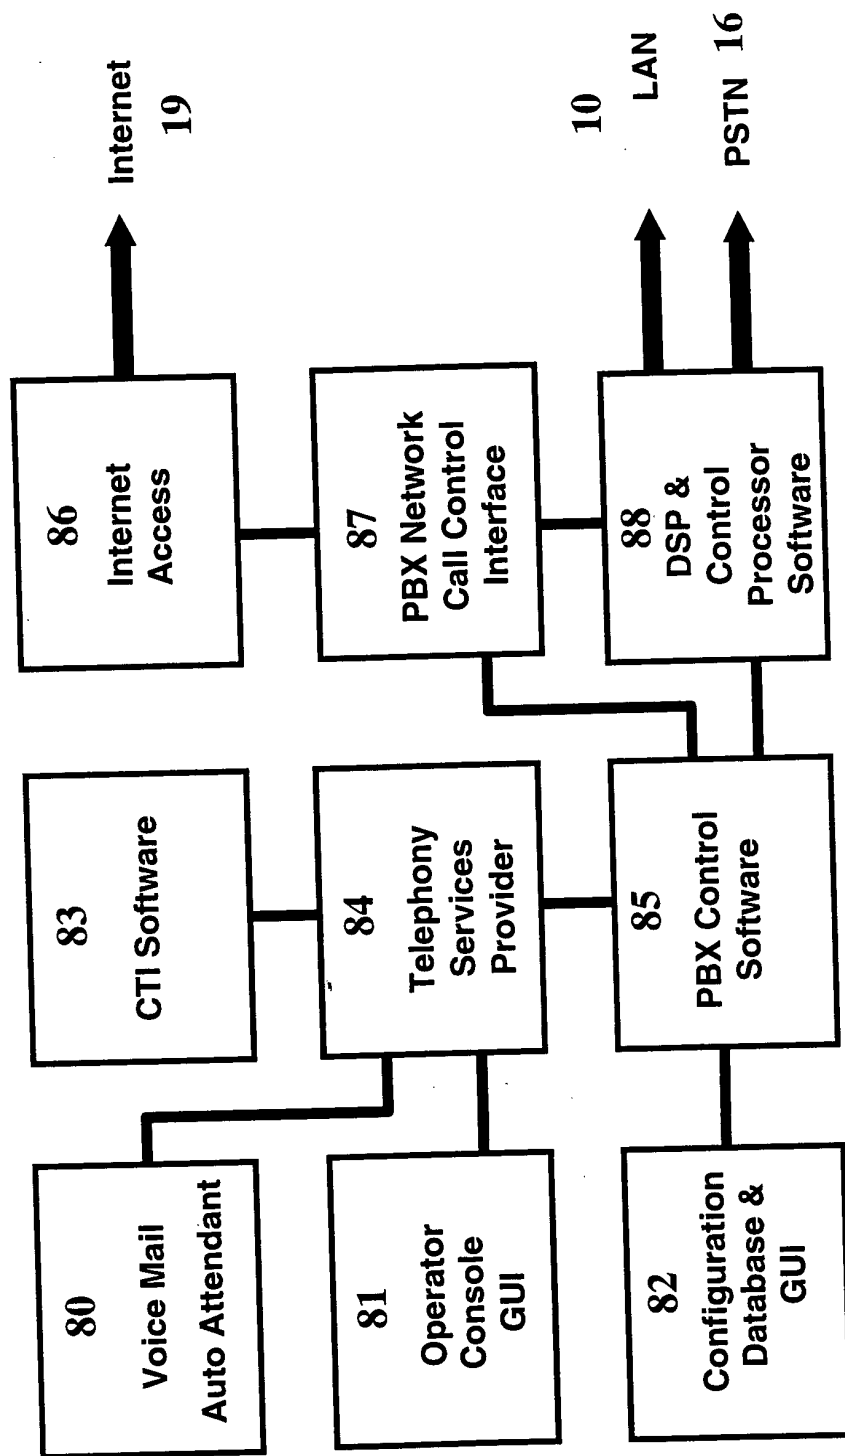 80
Voice Mail
Auto Attendant
83
CTI Software
86
Internet
Access
Internet
19
81
Operator
Console
GUI
84
Telephony
Services
Provider
87
PBX Network
Call Control
Interface
82
Configuration
Database &
GUI
85
PBX Control
Software
88
DSP &
Control
Processor
Software
10
LAN
PSTN 16